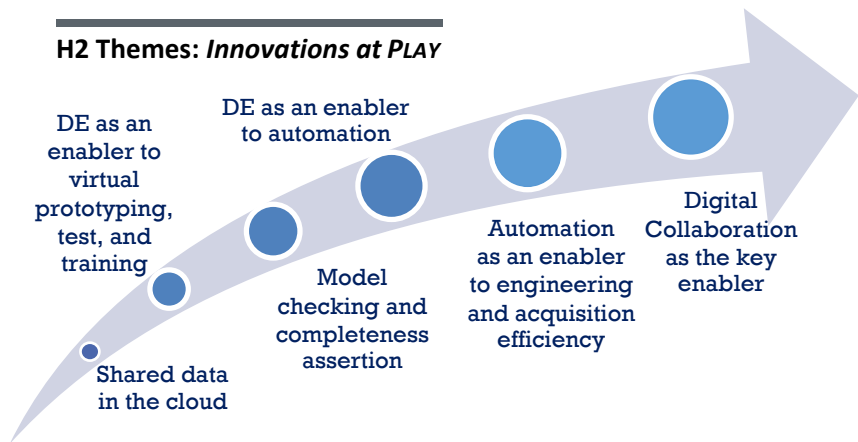 H2 Themes: Innovations at PLAY
DE as an
enabler to
virtual
prototyping,
test, and
training
DE as an enabler
to automation
Shared data
in the cloud
Model
checking and
completeness
assertion
Automation
as an enabler
to engineering
and acquisition
efficiency
Digital
Collaboration
as the key
enabler